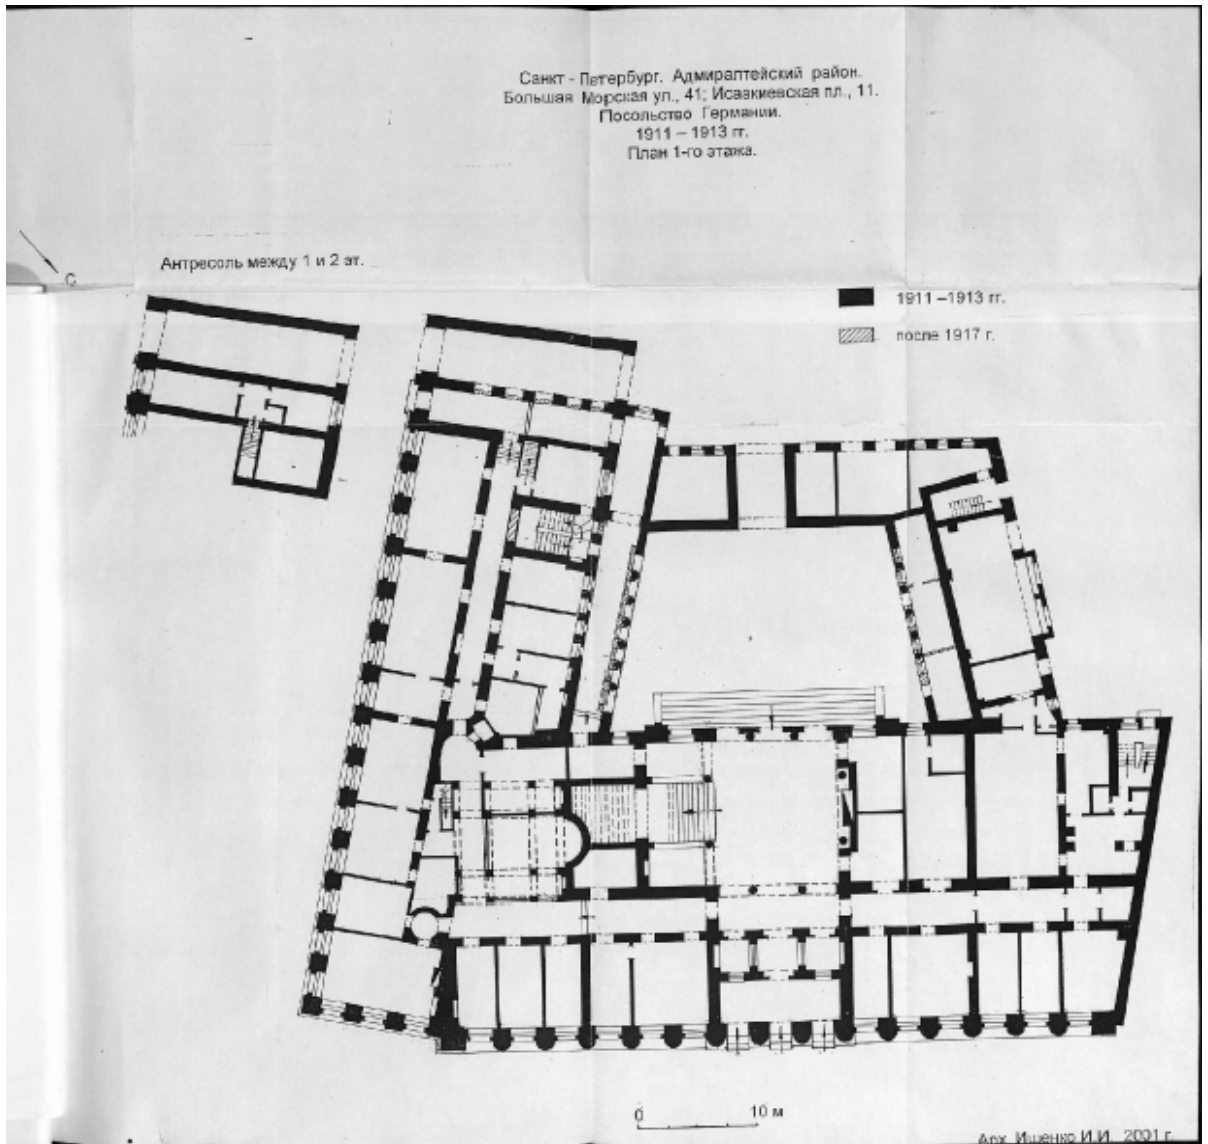 Санкт - Петербург. Адмиралтейский район.
Большая Морская ул., 41; Исаакиевская пл., 11.
Посольство Германии.
1911 – 1913 гг.
План 1-го этажа.
Антресоль между 1 и 2 эт.
С
1911 –1913 гг.
после 1917 г.
0 10 м
Арх. Ищенко И.И. 2001 г.